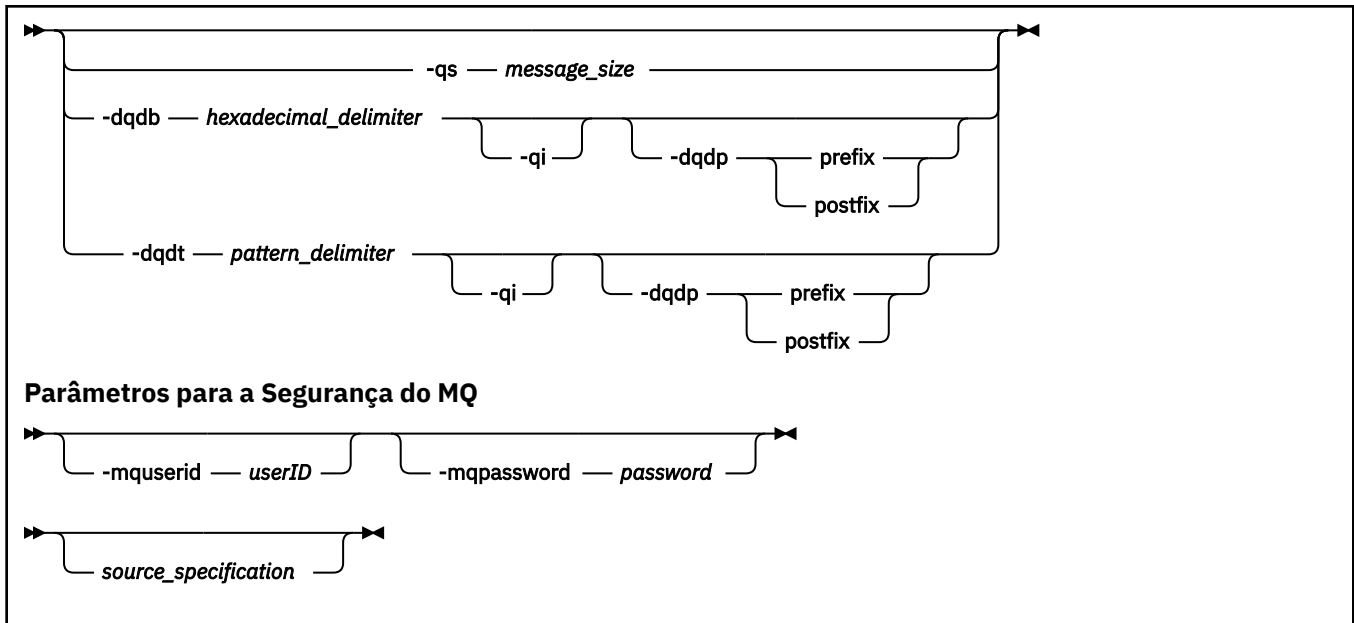 -qs message_size
-dqdb hexadecimal_delimiter
-qi -dqdp prefix
postfix
-dqdt pattern_delimiter
-qi -dqdp prefix
postfix
Parâmetros para a Segurança do MQ
-mquserid userID -mqpassword password
source_specification